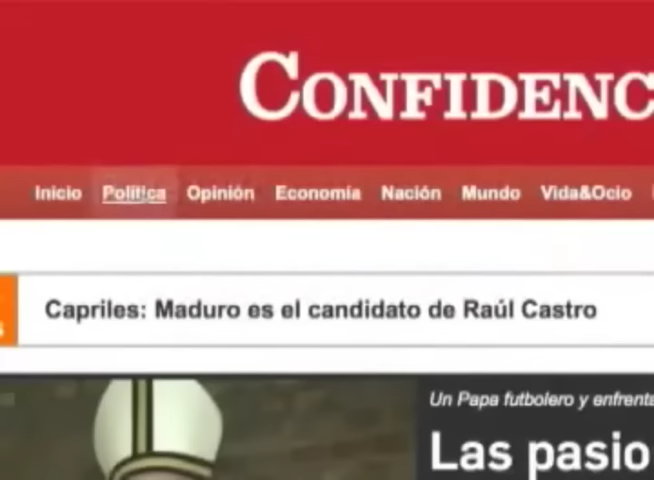 CONFIDENC
Inicio Política Opinión Economía Nación Mundo Vida&Ocio
Capriles: Maduro es el candidato de Raúl Castro
Un Papa futbolero y enfrenta
Las pasio